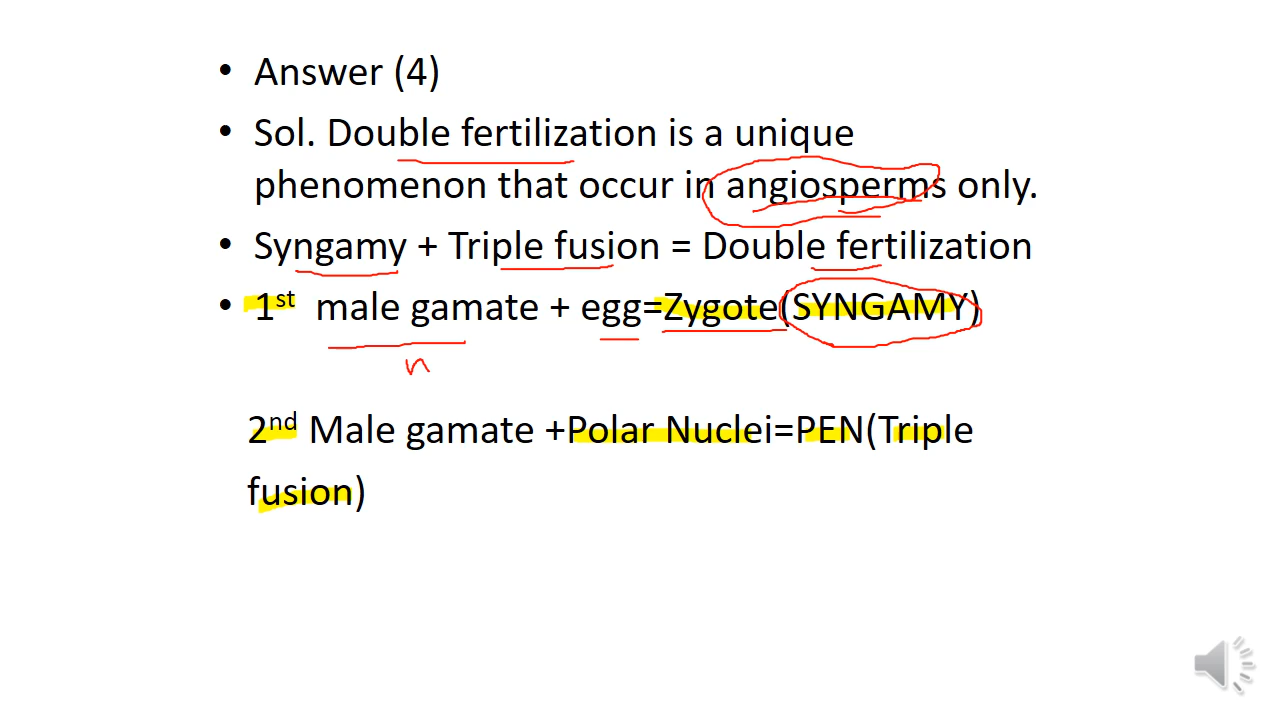 • Answer (4)
• Sol. Double fertilization is a unique
phenomenon that occur in angiosperms only.
• Syngamy + Triple fusion = Double fertilization
• 1st male gamate + egg=Zygote(SYNGAMY)
n
2nd Male gamate +Polar Nuclei=PEN(Triple
fusion)